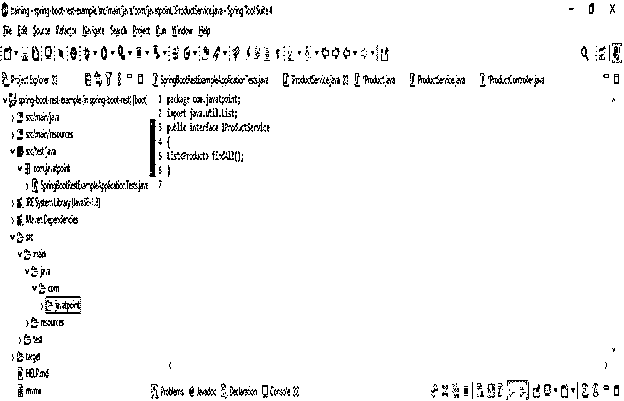 training - spring-boot-rest-example/src/main/java/com/javatpoint/IProductService.java - Spring Tool Suite 4
File Edit Source Refactor Navigate Search Project Run Window Help
Project Explorer
SpringBootRestExampleApplicationTests.java
IProductService.java
*Product.java
ProductService.java
*ProductController.java
spring-boot-rest-example [in spring-boot-rest] [boot]
src/main/java
src/main/resources
src/test/java
com.javatpoint
SpringBootRestExampleApplicationTests.java
JRE System Library [JavaSE-1.8]
Maven Dependencies
src
main
java
com
javatpoint
resources
test
target
HELP.md
1 package com.javatpoint;
2 import java.util.List;
3 public interface IProductService
4 {
5 List<Product> findAll();
6 }
7
Problems @ Javadoc Declaration Console